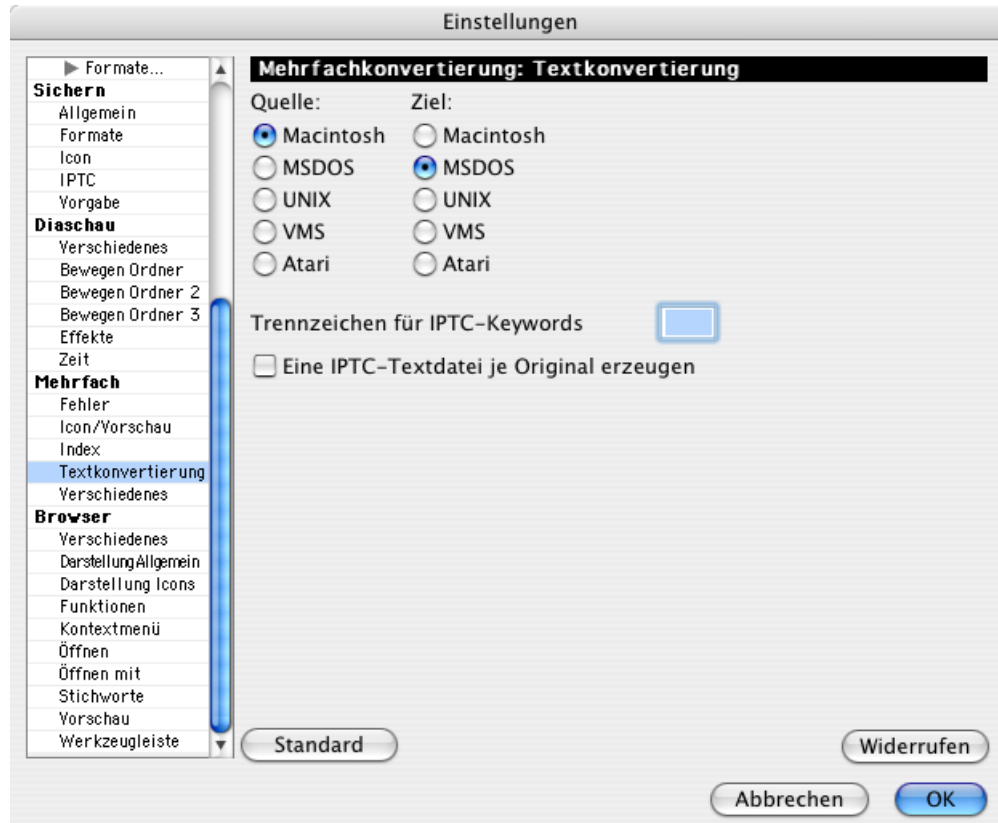 Einstellungen
▶ Formate...
Sichern
Allgemein
Formate
Icon
IPTC
Vorgabe
Diaschau
Verschiedenes
Bewegen Ordner
Bewegen Ordner 2
Bewegen Ordner 3
Effekte
Zeit
Mehrfach
Fehler
Icon/Vorschau
Index
Textkonvertierung
Verschiedenes
Browser
Verschiedenes
Darstellung Allgemein
Darstellung Icons
Funktionen
Kontextmenü
Öffnen
Öffnen mit
Stichworte
Vorschau
Werkzeugleiste
Mehrfachkonvertierung: Textkonvertierung
Quelle: Ziel:
Macintosh Macintosh
MSDOS MSDOS
UNIX UNIX
VMS VMS
Atari Atari
Trennzeichen für IPTC-Keywords
Eine IPTC-Textdatei je Original erzeugen
Standard Widerrufen
Abbrechen OK